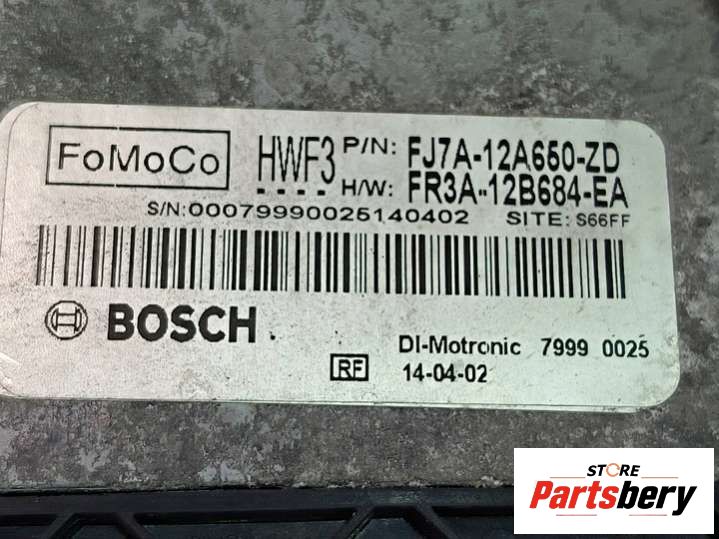 FoMoCo HWF3 P/N: FJ7A-12A650-ZD
---- H/W: FR3A-12B684-EA
S/N:00079990025140402 SITE: S66FF
BOSCH
DI-Motronic 7999 0025
RF 14-04-02
STORE
Partsbery